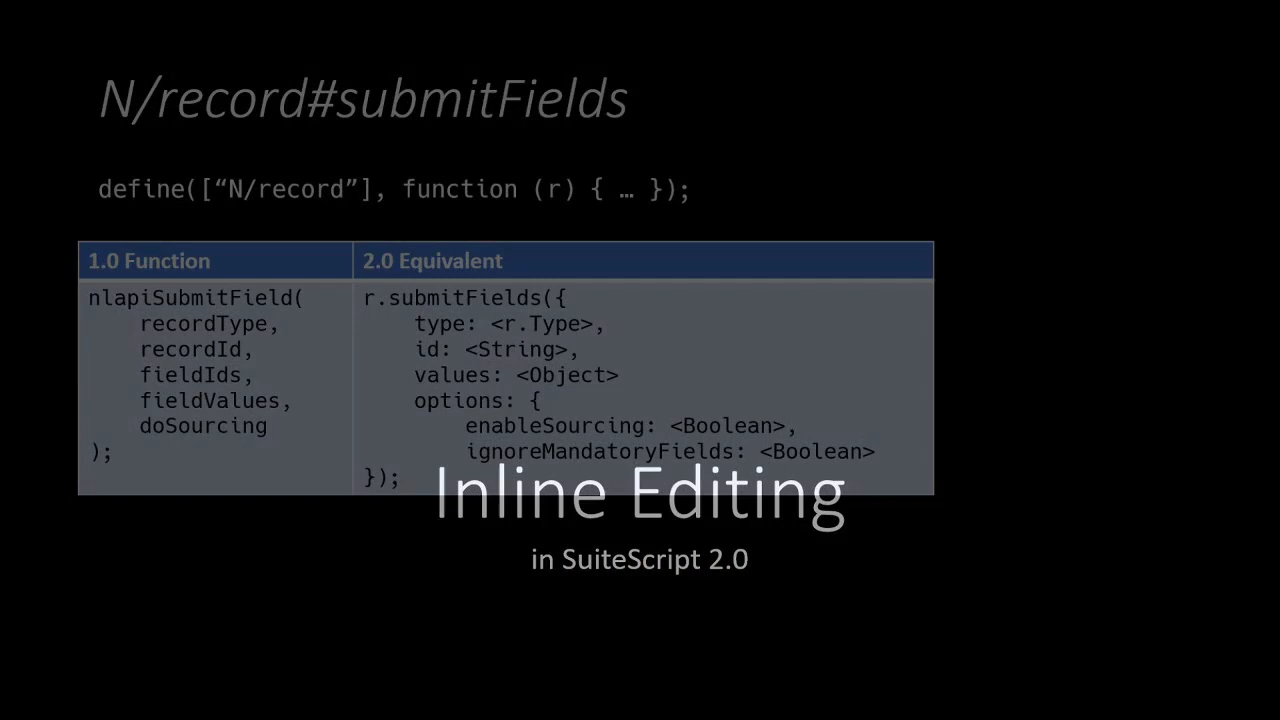 N/record#submitFields
define([“N/record”], function (r) { … });
1.0 Function
2.0 Equivalent
nlapiSubmitField(
recordType,
recordId,
fieldIds,
fieldValues,
doSourcing
);
r.submitFields({
type: <r.Type>,
id: <String>,
values: <Object>
options: {
enableSourcing: <Boolean>,
ignoreMandatoryFields: <Boolean>
});
Inline Editing
in SuiteScript 2.0